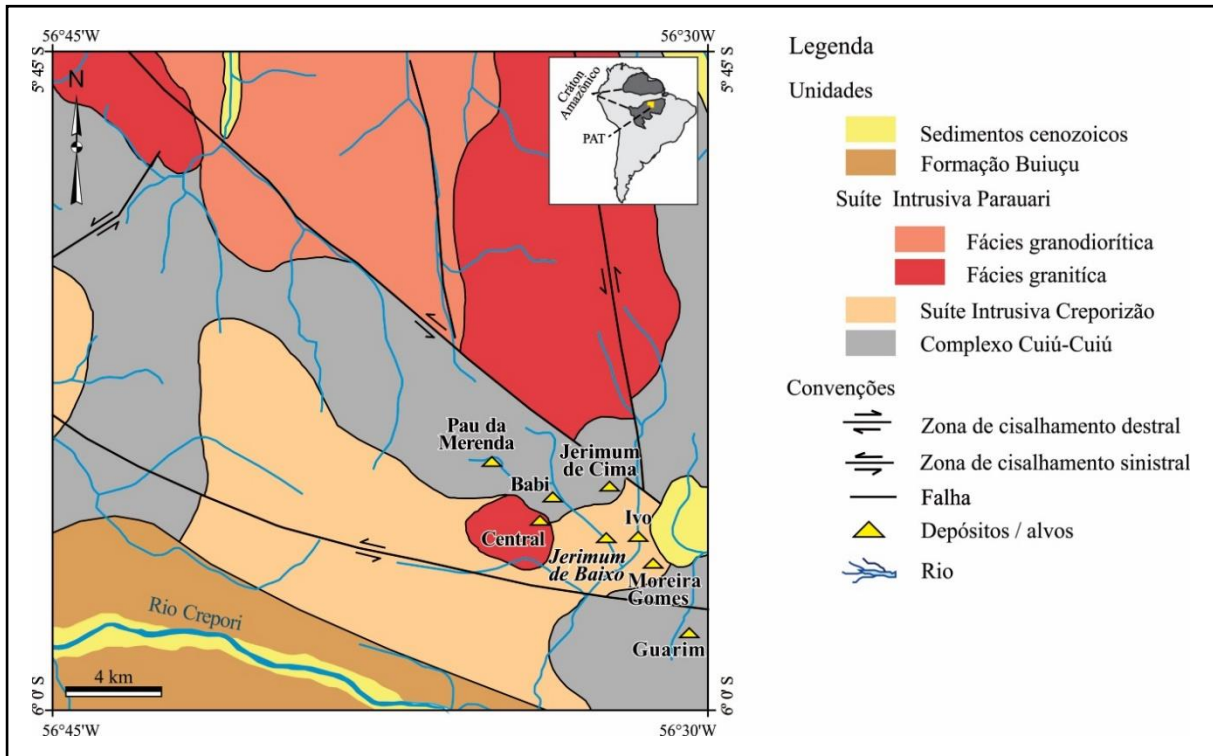 56°45'W
56°30'W
5° 45' S
5° 45' S
N
Cráton
Amazônico
PAT
Pau da
Merenda
Jerimum
de Cima
Babi
Ivo
Central
Jerimum
de Baixo
Moreira
Gomes
Guarim
Rio Crepori
4 km
6° 0' S
6° 0' S
56°45'W
56°30'W
Legenda
Unidades
Sedimentos cenozoicos
Formação Buiuçu
Suíte Intrusiva Parauari
Fácies granodiorítica
Fácies granitíca
Suíte Intrusiva Creporizão
Complexo Cuiú-Cuiú
Convenções
Zona de cisalhamento destral
Zona de cisalhamento sinistral
Falha
Depósitos / alvos
Rio